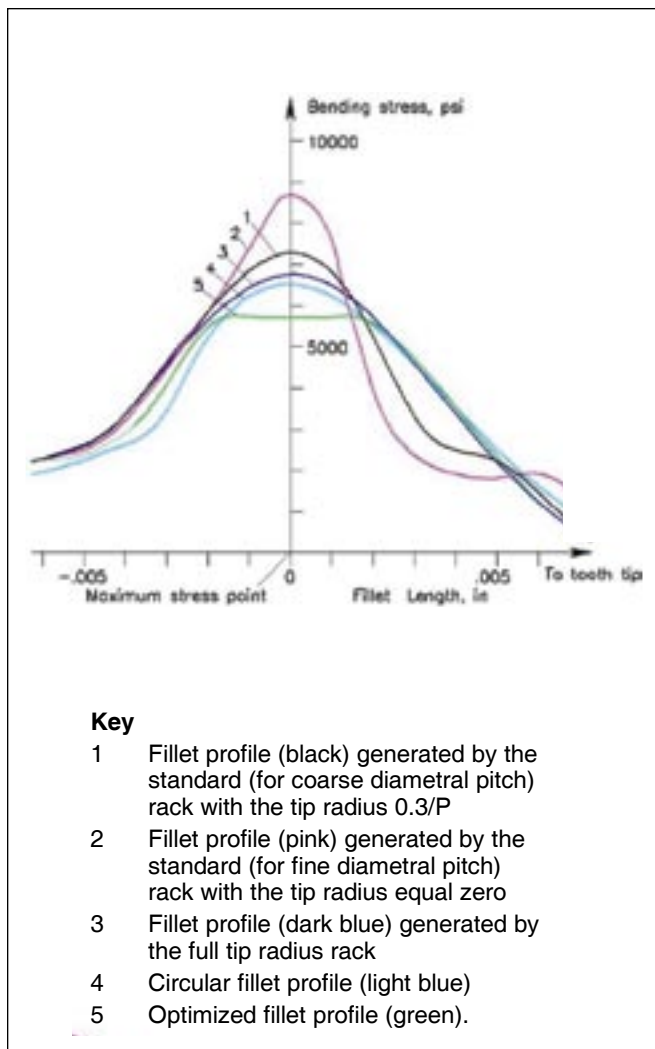 Bending stress, psi
10000
1
2
3
4
5
5000
-.005
0
.005
To tooth tip
Maximum stress point
Fillet Length, in
Key
1 Fillet profile (black) generated by the
standard (for coarse diametral pitch)
rack with the tip radius 0.3/P
2 Fillet profile (pink) generated by the
standard (for fine diametral pitch)
rack with the tip radius equal zero
3 Fillet profile (dark blue) generated by
the full tip radius rack
4 Circular fillet profile (light blue)
5 Optimized fillet profile (green).